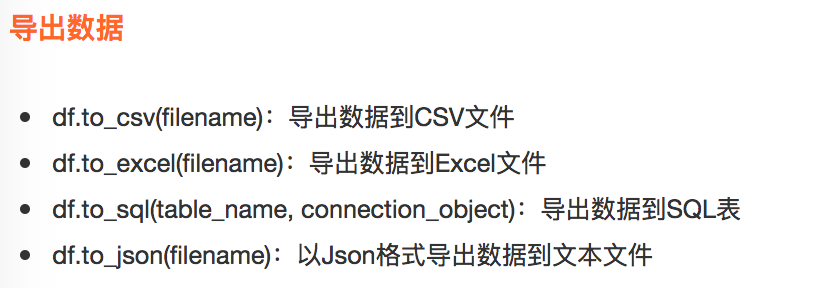 导出数据
• df.to_csv(filename)：导出数据到CSV文件
• df.to_excel(filename)：导出数据到Excel文件
• df.to_sql(table_name, connection_object)：导出数据到SQL表
• df.to_json(filename)：以Json格式导出数据到文本文件